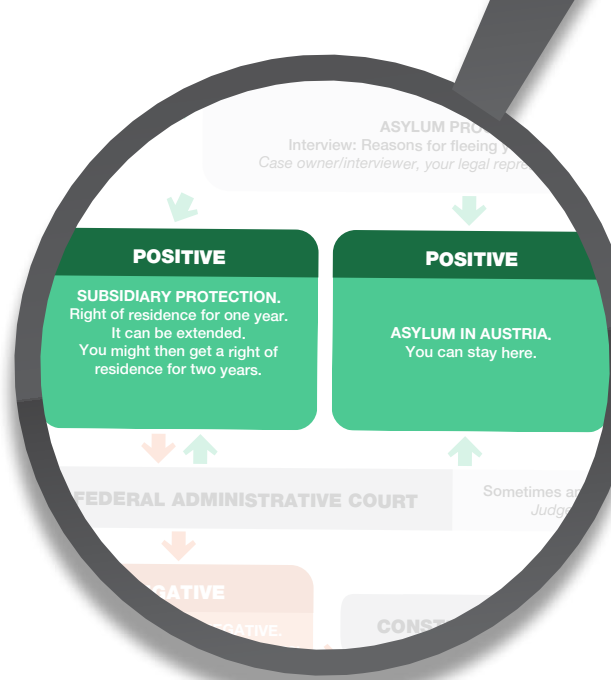 ASYLUM
Interview: Reasons for fleeing
Case owner/interviewer, your legal
POSITIVE
SUBSIDIARY PROTECTION.
Right of residence for one year.
It can be extended.
You might then get a right of
residence for two years.
POSITIVE
ASYLUM IN AUSTRIA.
You can stay here.
FEDERAL ADMINISTRATIVE COURT
Sometimes
Judge
GATIVE
GATIVE.
CONST